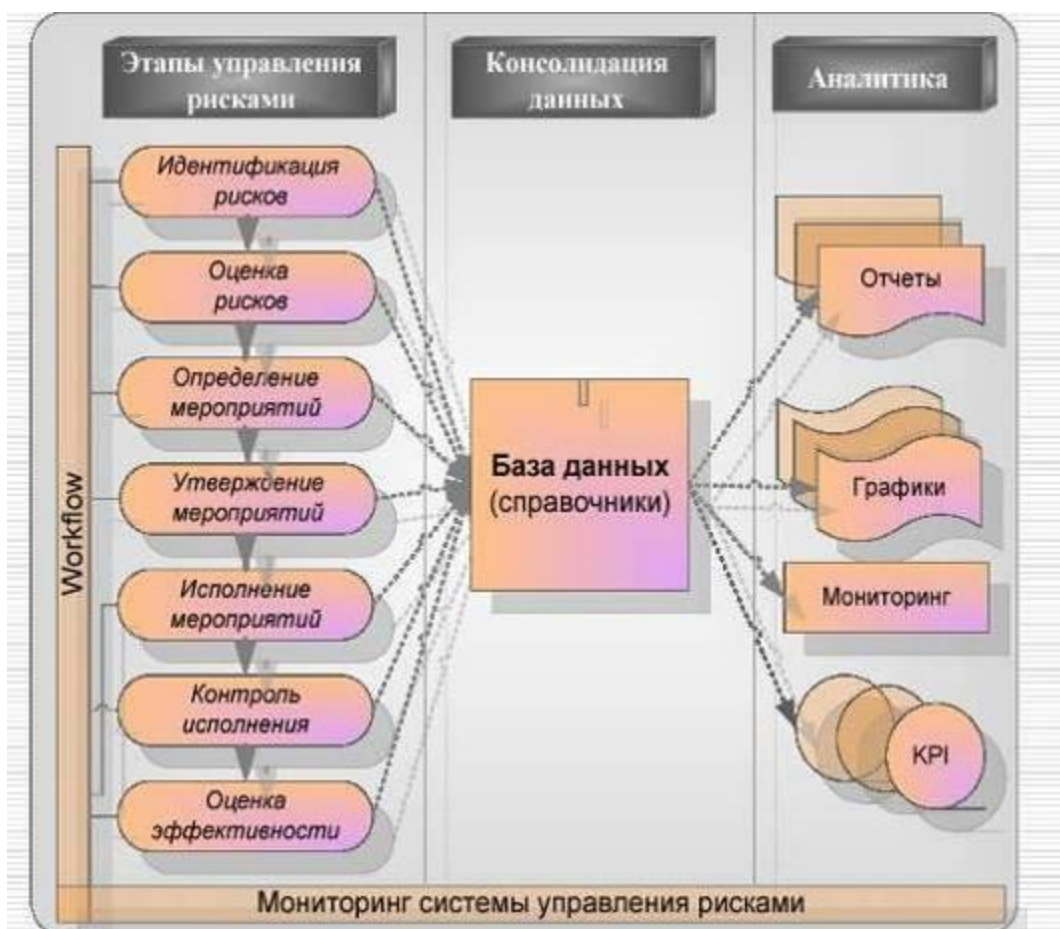 Этапы управления
рисками
Консолидация
данных
Аналитика
Workflow
Идентификация
рисков
Оценка
рисков
Определение
мероприятий
Утверждение
мероприятий
Исполнение
мероприятий
Контроль
исполнения
Оценка
эффективности
База данных
(справочники)
Отчеты
Графики
Мониторинг
KPI
Мониторинг системы управления рисками